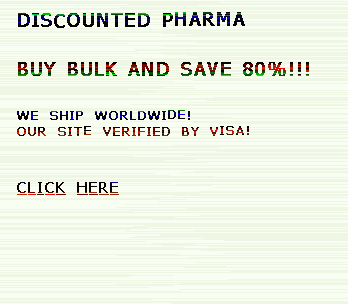 DISCOUNTED PHARMA
BUY BULK AND SAVE 80%!!!
WE SHIP WORLDWIDE!
OUR SITE VERIFIED BY VISA!
CLICK HERE